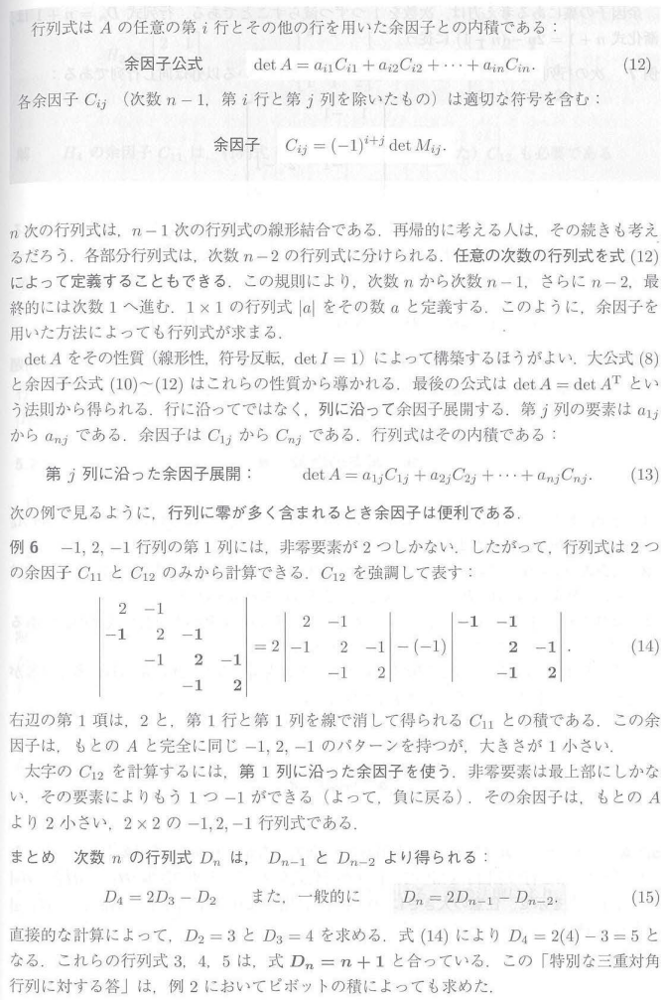 行列式は A の任意の第 i 行とその他の行を用いた余因子との内積である：
余因子公式 det A = a_{i1}C_{i1} + a_{i2}C_{i2} + ⋯ + a_{in}C_{in}. (12)
各余因子 C_{ij} （次数 n − 1，第 i 行と第 j 列を除いたもの）は適切な符号を含む：
余因子 C_{ij} = (−1)^{i+j} det M_{ij}.
n 次の行列式は，n − 1 次の行列式の線形結合である．再帰的に考える人は，その続きも考え
るだろう．各部分行列式は，次数 n − 2 の行列式に分けられる．任意の次数の行列式を式 (12)
によって定義することもできる．この規則により，次数 n から次数 n − 1，さらに n − 2，最
終的には次数 1 へ進む．1 × 1 の行列式 |a| をその数 a と定義する．このように，余因子を
用いた方法によっても行列式が求まる．
det A をその性質（線形性，符号反転，det I = 1）によって構築するほうがよい．大公式 (8)
と余因子公式 (10)〜(12) はこれらの性質から導かれる．最後の公式は det A = det A^T とい
う法則から得られる．行に沿ってではなく，列に沿って余因子展開する．第 j 列の要素は a_{1j}
から a_{nj} である．余因子は C_{1j} から C_{nj} である．行列式はその内積である：
第 j 列に沿った余因子展開： det A = a_{1j}C_{1j} + a_{2j}C_{2j} + ⋯ + a_{nj}C_{nj}. (13)
次の例で見るように，行列に零が多く含まれるとき余因子は便利である．
例 6 −1, 2, −1 行列の第 1 列には，非零要素が 2 つしかない．したがって，行列式は 2 つ
の余因子 C_{11} と C_{12} のみから計算できる．C_{12} を強調して表す：
2 −1
−1 2 −1
−1 2 −1
−1 2
= 2
2 −1
−1 2 −1
−1 2
− (−1)
−1 −1
2 −1
−1 2
. (14)
右辺の第 1 項は，2 と，第 1 行と第 1 列を線で消して得られる C_{11} との積である．この余
因子は，もとの A と完全に同じ −1, 2, −1 のパターンを持つが，大きさが 1 小さい．
太字の C_{12} を計算するには，第 1 列に沿った余因子を使う．非零要素は最上部にしかな
い．その要素によりもう 1 つ −1 ができる（よって，負に戻る）．その余因子は，もとの A
より 2 小さい，2 × 2 の −1, 2, −1 行列式である．
まとめ 次数 n の行列式 D_n は， D_{n−1} と D_{n−2} より得られる：
D_4 = 2D_3 − D_2 また，一般的に D_n = 2D_{n−1} − D_{n−2}. (15)
直接的な計算によって，D_2 = 3 と D_3 = 4 を求める．式 (14) により D_4 = 2(4) − 3 = 5 と
なる．これらの行列式 3，4，5 は，式 D_n = n + 1 と合っている．この「特別な三重対角
行列に対する答」は，例 2 においてピボットの積によっても求めた．